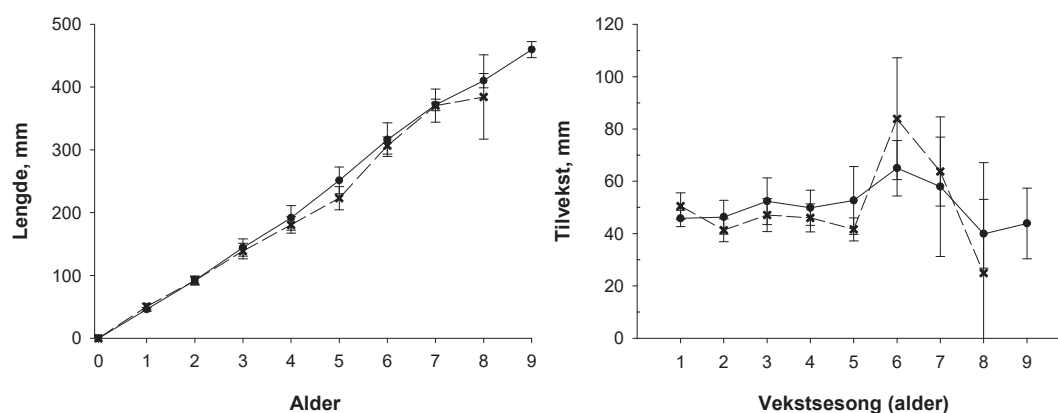 Lengde, mm
500
400
300
200
100
0
0 1 2 3 4 5 6 7 8 9
Alder
Tilvekst, mm
120
100
80
60
40
20
0
1 2 3 4 5 6 7 8 9
Vekstsesong (alder)